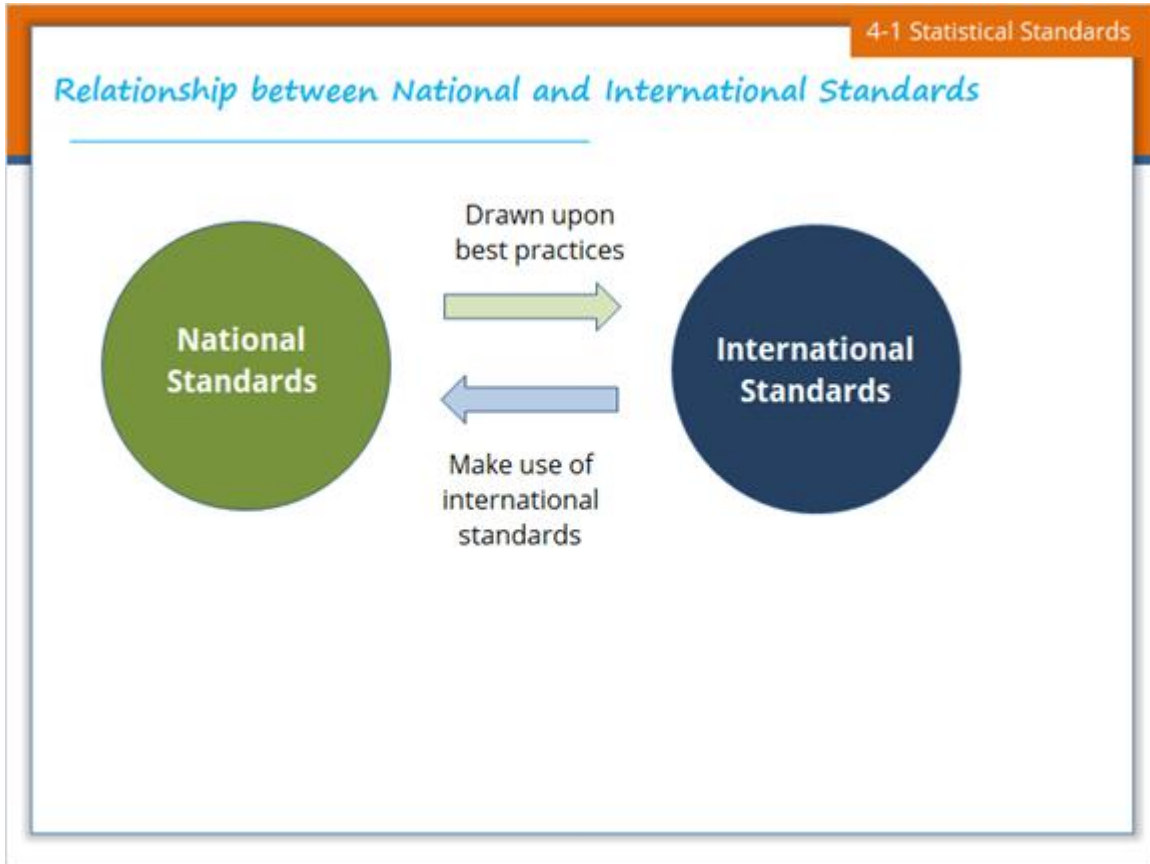 4-1 Statistical Standards
Relationship between National and International Standards
Drawn upon
best practices
National
Standards
International
Standards
Make use of
international
standards